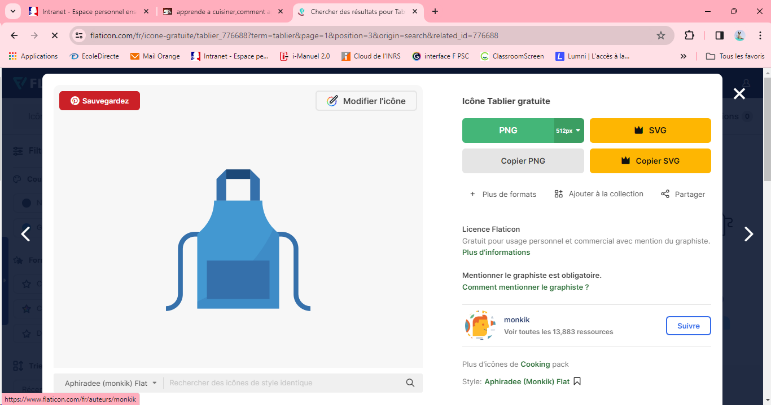 Intranet - Espace personnel en
apprendre a cuisiner,comment a
Chercher des résultats pour Tab
flaticon.com/fr/icone-gratuite/tablier_776688?term=tablier&page=1&position=3&origin=search&related_id=776688
Applications
EcoleDirecte
Mail Orange
Intranet - Espace pe...
i-Manuel 2.0
Cloud de l'INRS
interface F PSC
ClassroomScreen
Lumni | L'accès à la...
Tous les favoris
Sauvegardez
Modifier l'icône
Icône Tablier gratuite
PNG
512px
SVG
Copier PNG
Copier SVG
+ Plus de formats
Ajouter à la collection
Partager
Licence Flaticon
Gratuit pour usage personnel et commercial avec mention du graphiste.
Plus d'informations
Mentionner le graphiste est obligatoire.
Comment mentionner le graphiste ?
monkik
Voir toutes les 13,883 ressources
Suivre
Plus d'icônes de Cooking pack
Style: Aphiradee (Monkik) Flat
Aphiradee (monkik) Flat
Rechercher des icônes de style identique
https://www.flaticon.com/fr/auteurs/monkik